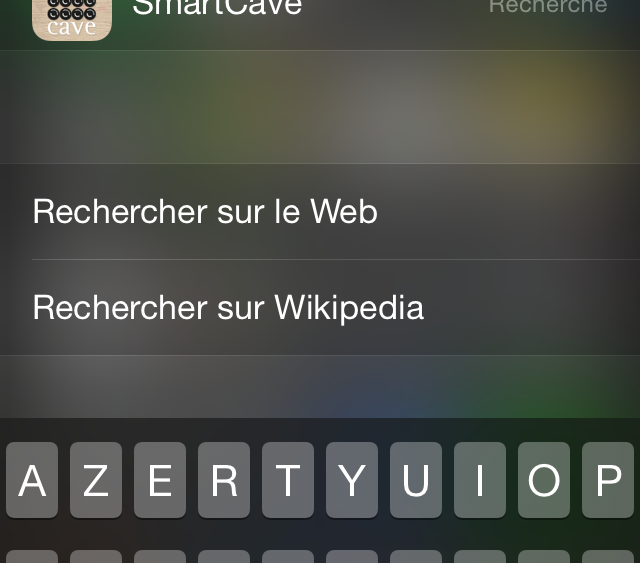 SmartCave
Recherche
cave
Rechercher sur le Web
Rechercher sur Wikipedia
A Z E R T Y U I O P